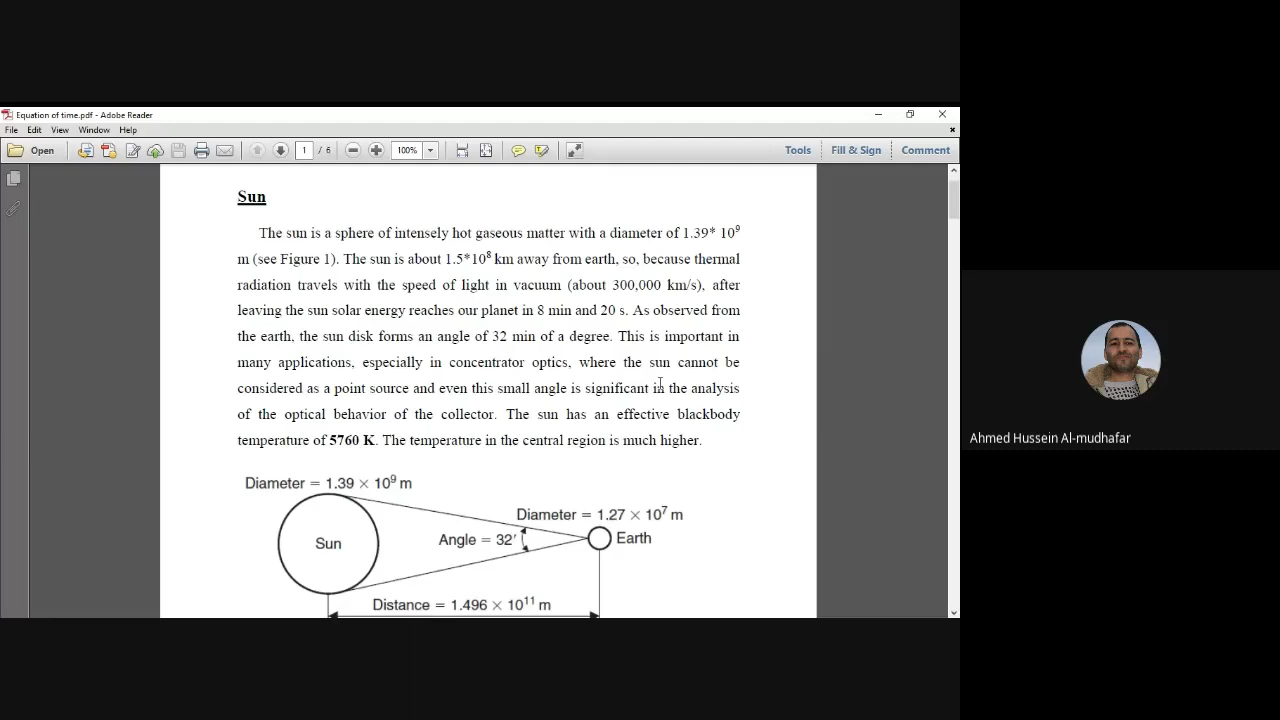 Equation of time.pdf - Adobe Reader
File Edit View Window Help
Open 1 / 6 100% Tools Fill & Sign Comment
Sun
The sun is a sphere of intensely hot gaseous matter with a diameter of 1.39* 10⁹
m (see Figure 1). The sun is about 1.5*10⁸ km away from earth, so, because thermal
radiation travels with the speed of light in vacuum (about 300,000 km/s), after
leaving the sun solar energy reaches our planet in 8 min and 20 s. As observed from
the earth, the sun disk forms an angle of 32 min of a degree. This is important in
many applications, especially in concentrator optics, where the sun cannot be
considered as a point source and even this small angle is significant in the analysis
of the optical behavior of the collector. The sun has an effective blackbody
temperature of 5760 K. The temperature in the central region is much higher.
Diameter = 1.39 × 10⁹ m
Diameter = 1.27 × 10⁷ m
Sun
Angle = 32′
Earth
Distance = 1.496 × 10¹¹ m
Ahmed Hussein Al-mudhafar